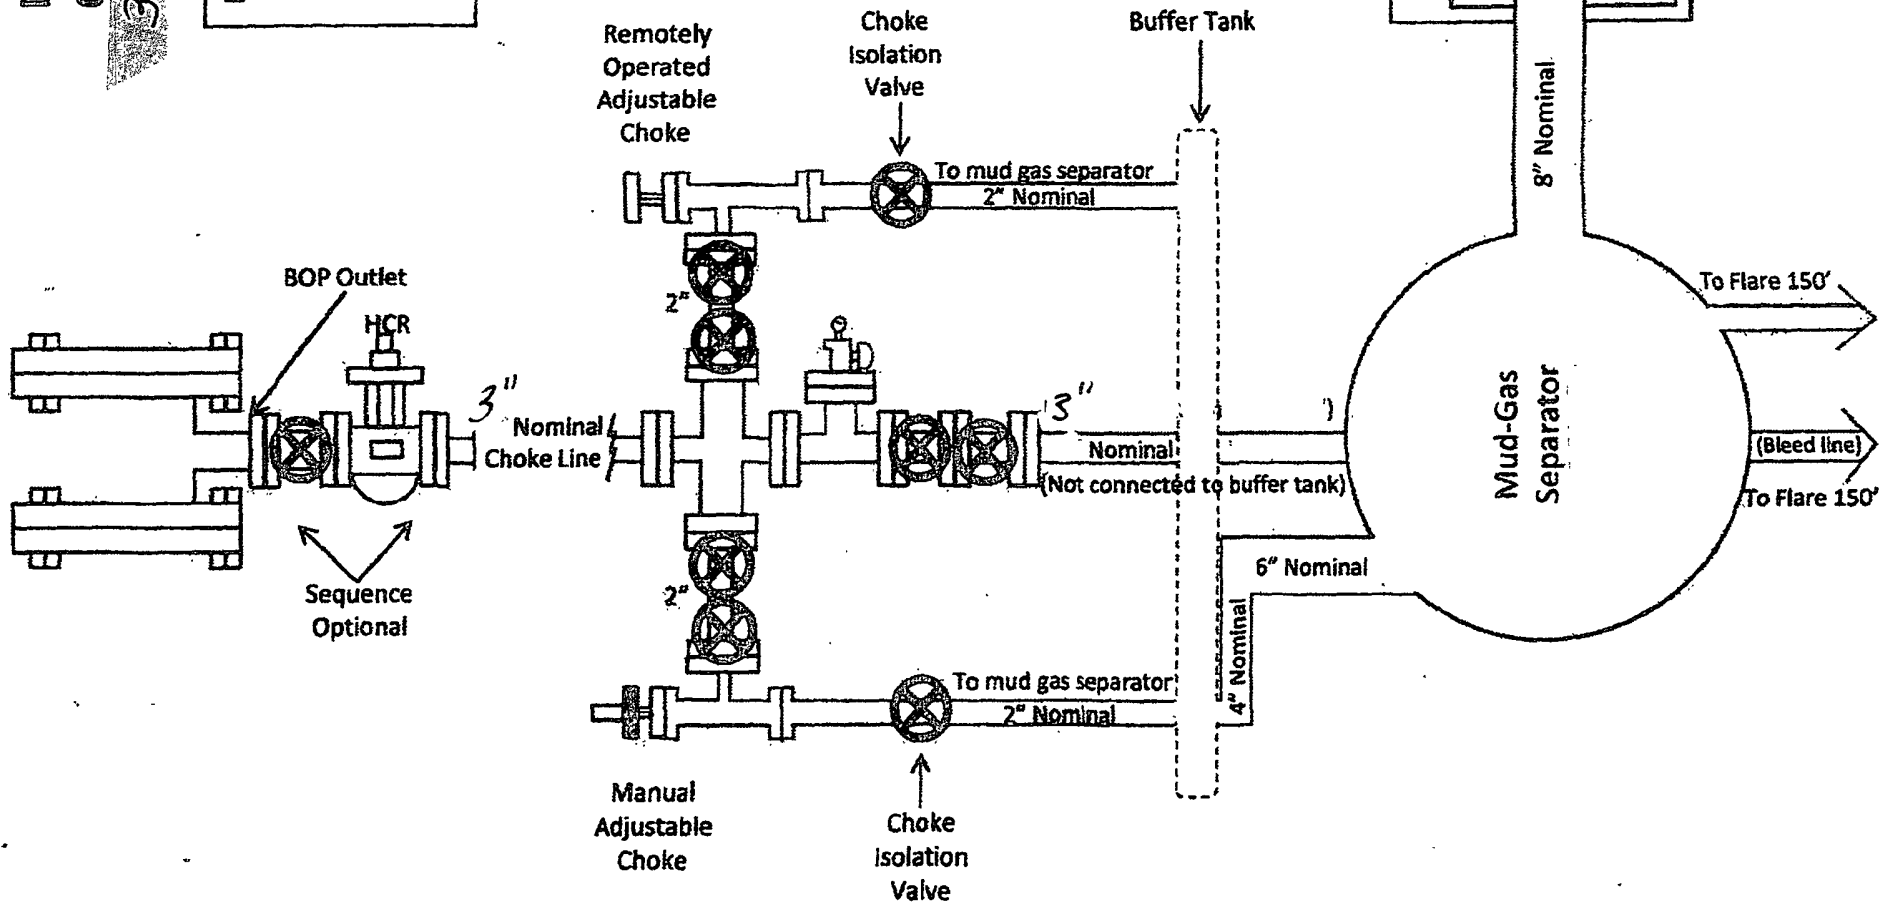 Remotely
Operated
Adjustable
Choke
Choke
Isolation
Valve
Buffer Tank
8" Nominal
To mud gas separator
2" Nominal
BOP Outlet
HCR
2"
To Flare 150'
3"
Nominal
Choke Line
3"
Nominal
(Not connected to buffer tank)
Mud-Gas
Separator
(Bleed line)
To Flare 150'
Sequence
Optional
2"
6" Nominal
4" Nominal
To mud gas separator
2" Nominal
Manual
Adjustable
Choke
Choke
Isolation
Valve